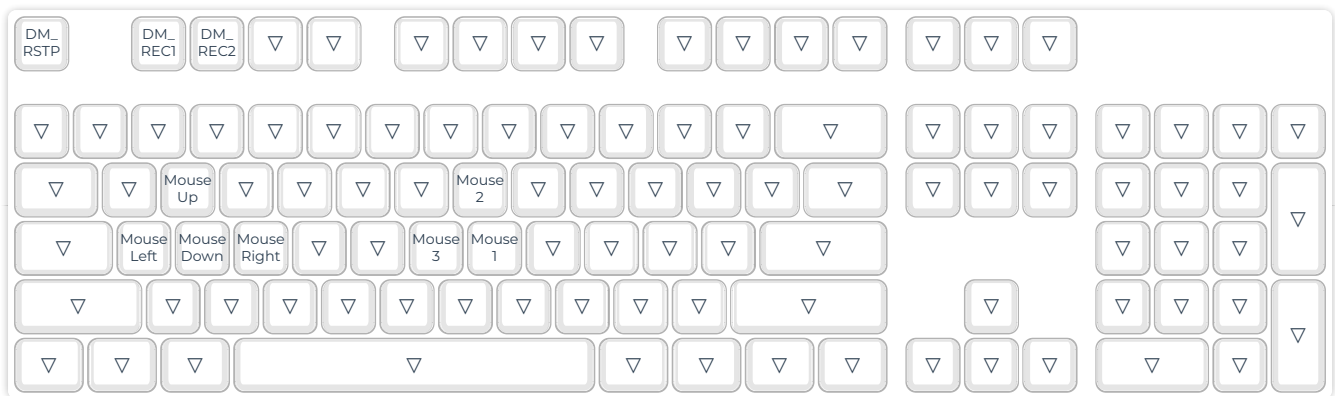 DM_ DM_ DM_
RSTP REC1 REC2
Mouse Mouse
Up 2
Mouse Mouse Mouse Mouse Mouse
Left Down Right 3 1